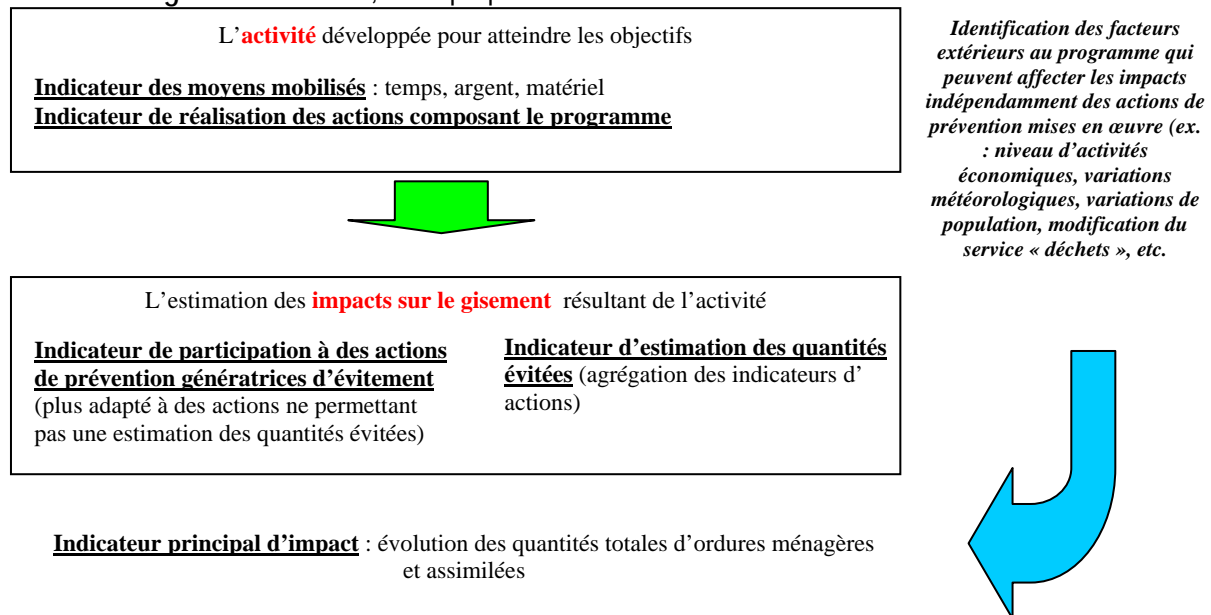 L’activité développée pour atteindre les objectifs
Indicateur des moyens mobilisés : temps, argent, matériel
Indicateur de réalisation des actions composant le programme
Identification des facteurs
extérieurs au programme qui
peuvent affecter les impacts
indépendamment des actions de
prévention mises en œuvre (ex.
: niveau d’activités
économiques, variations
météorologiques, variations de
population, modification du
service « déchets », etc.
L’estimation des impacts sur le gisement résultant de l’activité
Indicateur de participation à des actions
de prévention génératrices d’évitement
(plus adapté à des actions ne permettant
pas une estimation des quantités évitées)
Indicateur d’estimation des quantités
évitées (agrégation des indicateurs d’
actions)
Indicateur principal d’impact : évolution des quantités totales d’ordures ménagères
et assimilées